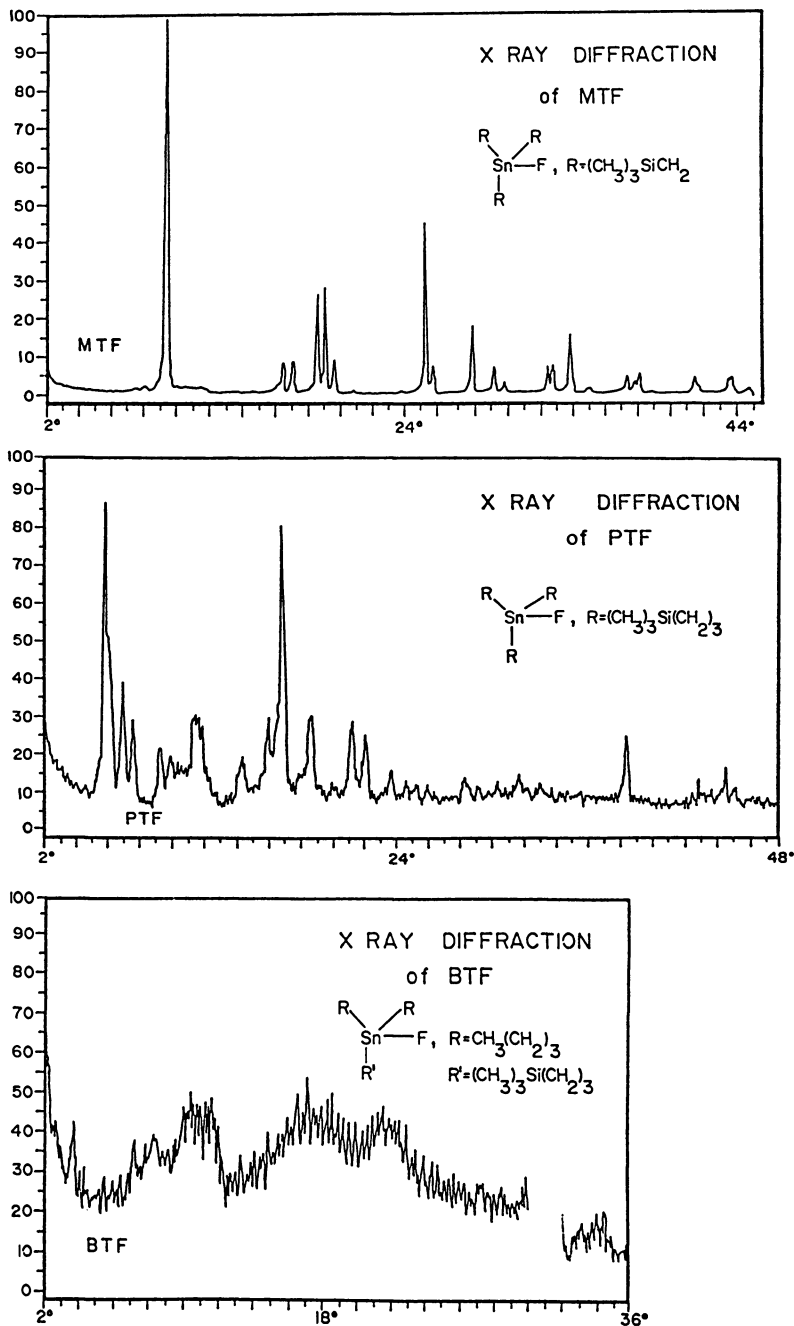 100
90
80
70
60
50
40
30
20
10
0
X RAY DIFFRACTION
of MTF
R R
Sn F, R=(CH3)3SiCH2
R
MTF
2° 24° 44°
100
90
80
70
60
50
40
30
20
10
0
X RAY DIFFRACTION
of PTF
R R
Sn F, R=(CH3)3Si(CH2)3
R
PTF
2° 24° 48°
100
90
80
70
60
50
40
30
20
10
0
X RAY DIFFRACTION
of BTF
R R
Sn F, R=CH3(CH2)3
R' R'=(CH3)3Si(CH2)3
BTF
2° 18° 36°